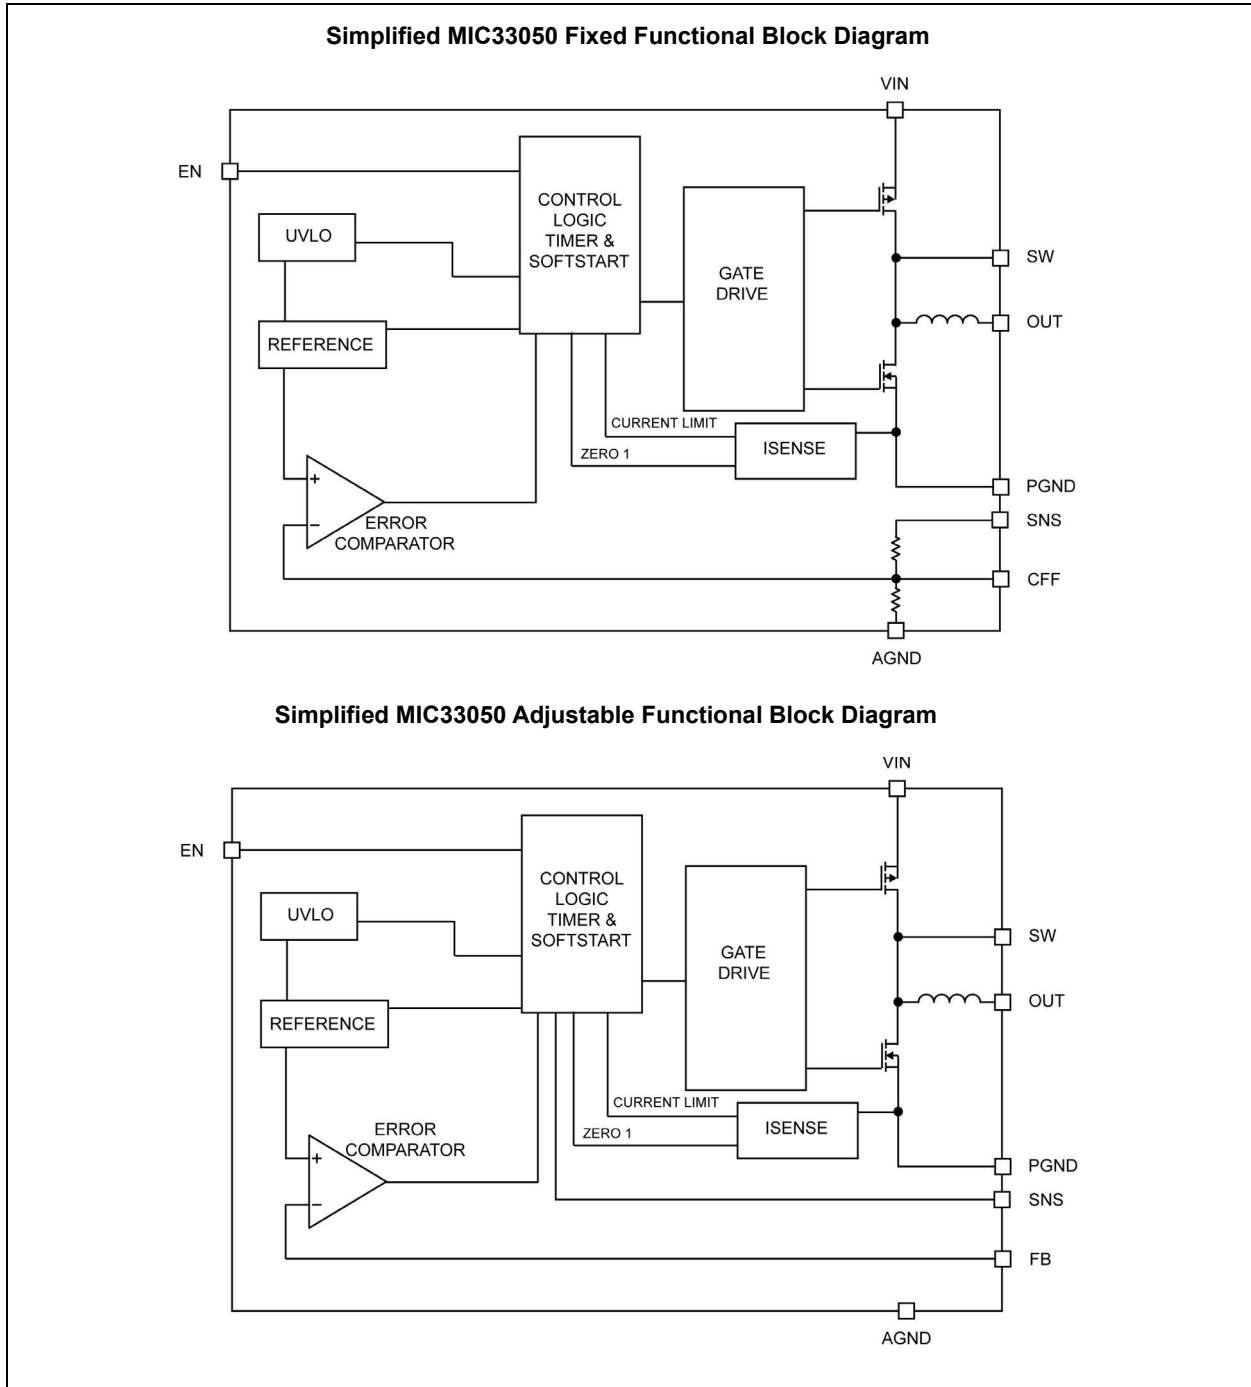 Simplified MIC33050 Fixed Functional Block Diagram
VIN
EN
CONTROL
LOGIC
TIMER &
SOFTSTART
UVLO
GATE
DRIVE
SW
REFERENCE
OUT
CURRENT LIMIT
ISENSE
ZERO 1
+
−
ERROR
COMPARATOR
PGND
SNS
CFF
AGND
Simplified MIC33050 Adjustable Functional Block Diagram
VIN
EN
CONTROL
LOGIC
TIMER &
SOFTSTART
UVLO
GATE
DRIVE
SW
REFERENCE
OUT
CURRENT LIMIT
ISENSE
ZERO 1
ERROR
COMPARATOR
+
−
PGND
SNS
FB
AGND